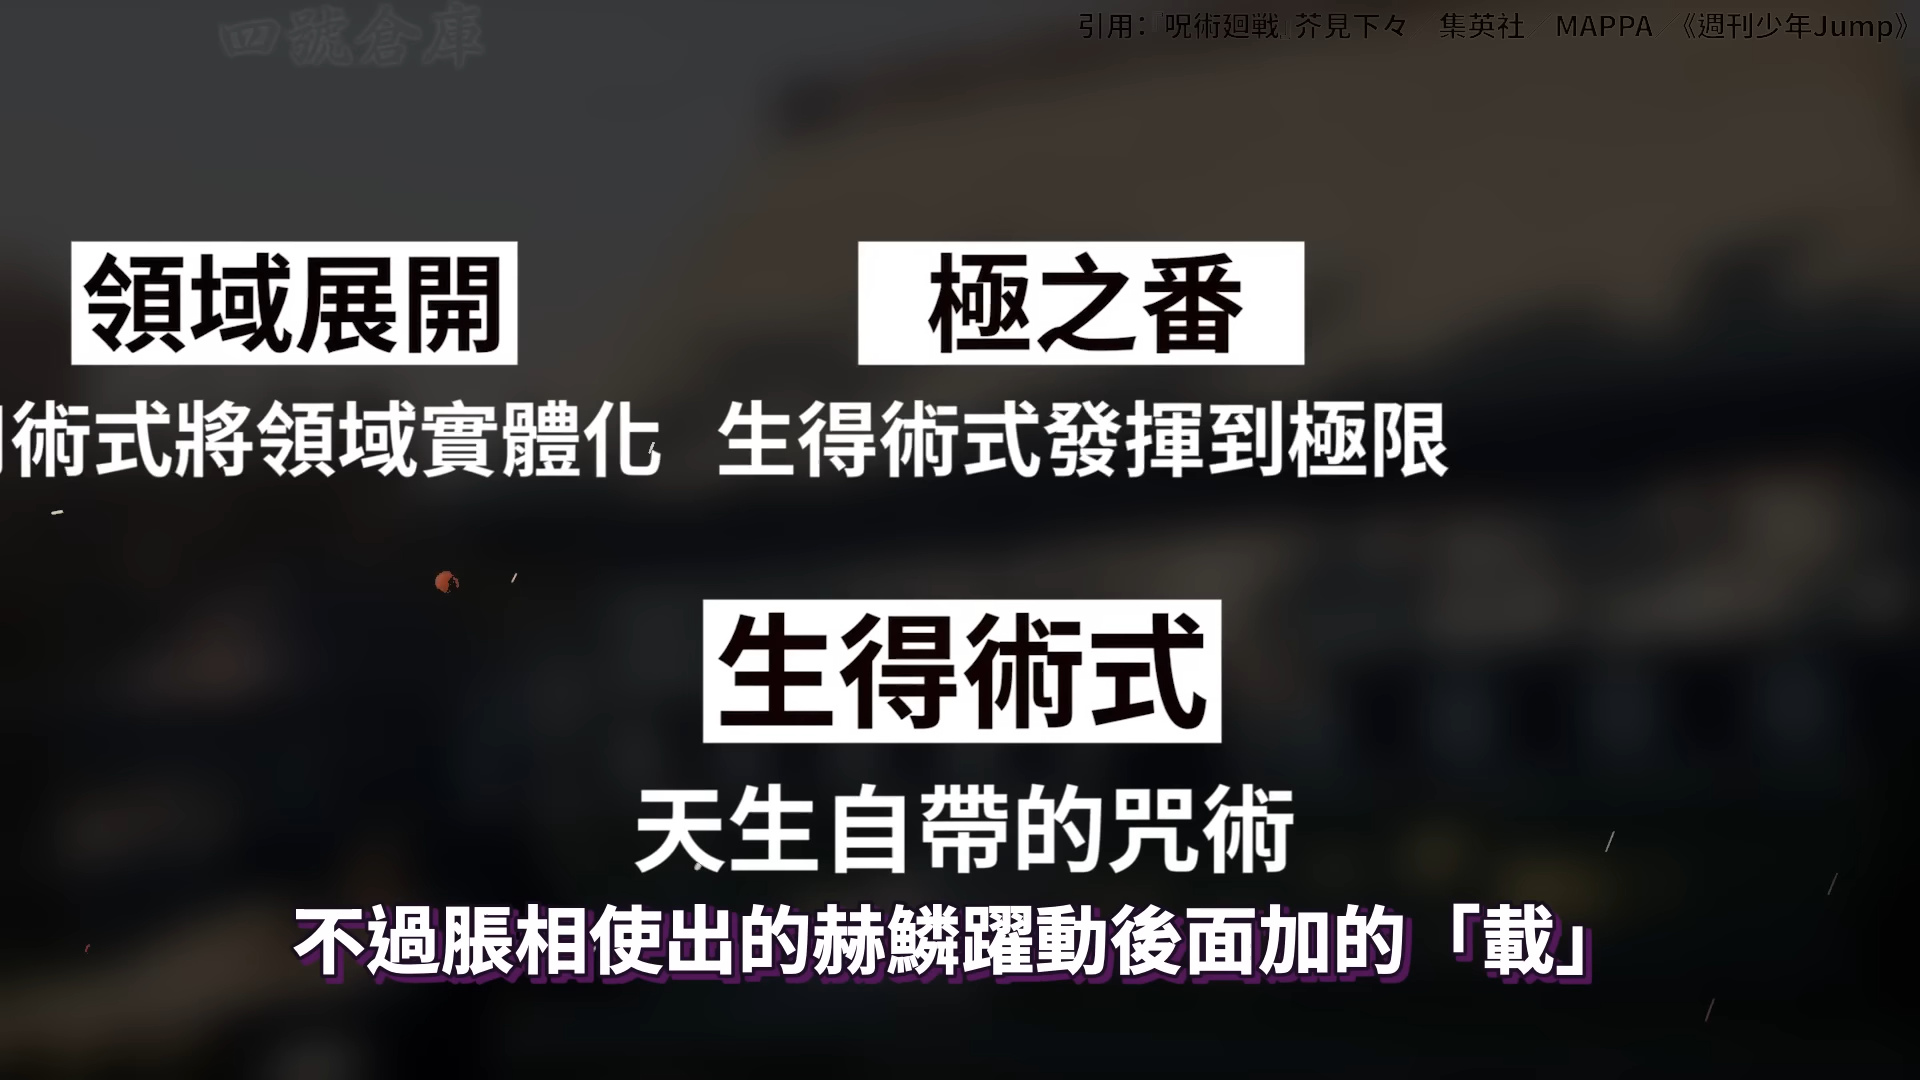 四號倉庫
引用：『呪術廻戦』芥見下々　集英社　MAPPA　《週刊少年Jump》
領域展開
極之番
術式將領域實體化
生得術式發揮到極限
生得術式
天生自帶的咒術
不過脹相使出的赫鱗躍動後面加的「載」